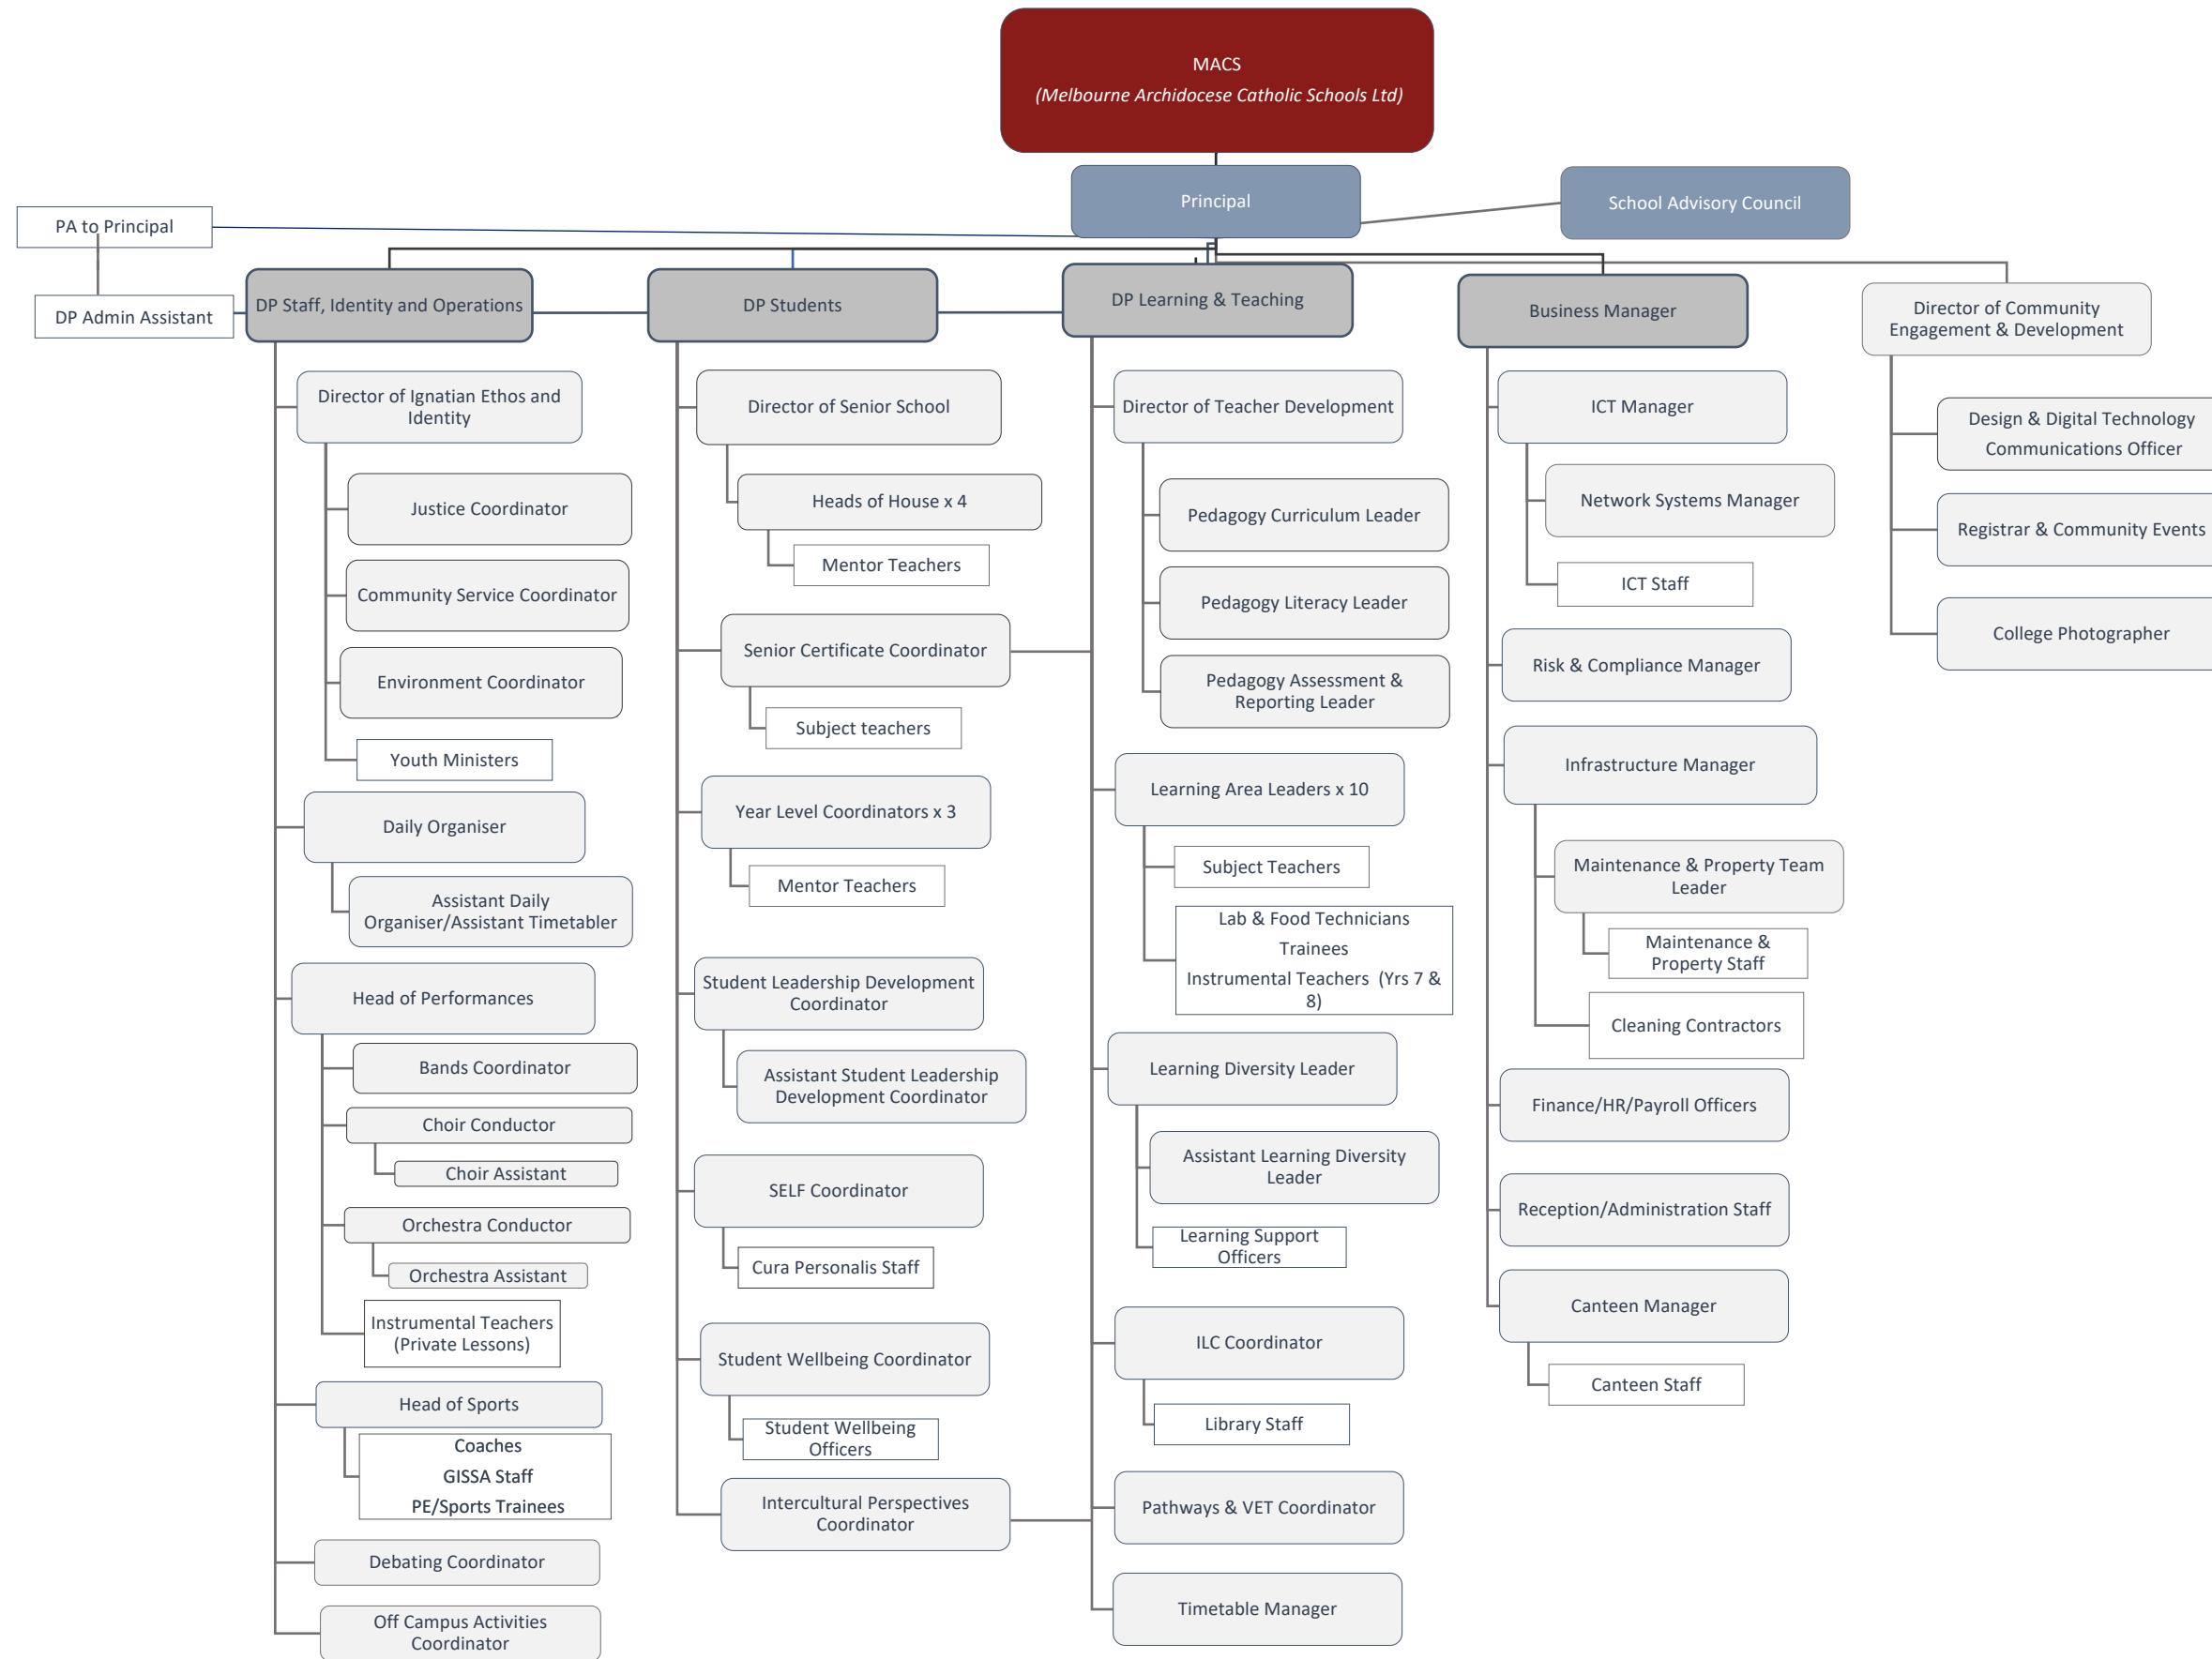 MACS
(Melbourne Archidocese Catholic Schools Ltd)
Principal
School Advisory Council
PA to Principal
DP Admin Assistant
DP Staff, Identity and Operations
DP Students
DP Learning & Teaching
Business Manager
Director of Community
Engagement & Development
Director of Ignatian Ethos and
Identity
Justice Coordinator
Community Service Coordinator
Environment Coordinator
Youth Ministers
Daily Organiser
Assistant Daily
Organiser/Assistant Timetabler
Head of Performances
Bands Coordinator
Choir Conductor
Choir Assistant
Orchestra Conductor
Orchestra Assistant
Instrumental Teachers
(Private Lessons)
Head of Sports
Coaches
GISSA Staff
PE/Sports Trainees
Debating Coordinator
Off Campus Activities
Coordinator
Director of Senior School
Heads of House x 4
Mentor Teachers
Senior Certificate Coordinator
Subject teachers
Year Level Coordinators x 3
Mentor Teachers
Student Leadership Development
Coordinator
Assistant Student Leadership
Development Coordinator
SELF Coordinator
Cura Personalis Staff
Student Wellbeing Coordinator
Student Wellbeing
Officers
Intercultural Perspectives
Coordinator
Director of Teacher Development
Pedagogy Curriculum Leader
Pedagogy Literacy Leader
Pedagogy Assessment &
Reporting Leader
Learning Area Leaders x 10
Subject Teachers
Lab & Food Technicians
Trainees
Instrumental Teachers (Yrs 7 &
8)
Learning Diversity Leader
Assistant Learning Diversity
Leader
Learning Support
Officers
ILC Coordinator
Library Staff
Pathways & VET Coordinator
Timetable Manager
ICT Manager
Network Systems Manager
ICT Staff
Risk & Compliance Manager
Infrastructure Manager
Maintenance & Property Team
Leader
Maintenance &
Property Staff
Cleaning Contractors
Finance/HR/Payroll Officers
Reception/Administration Staff
Canteen Manager
Canteen Staff
Design & Digital Technology
Communications Officer
Registrar & Community Events
College Photographer